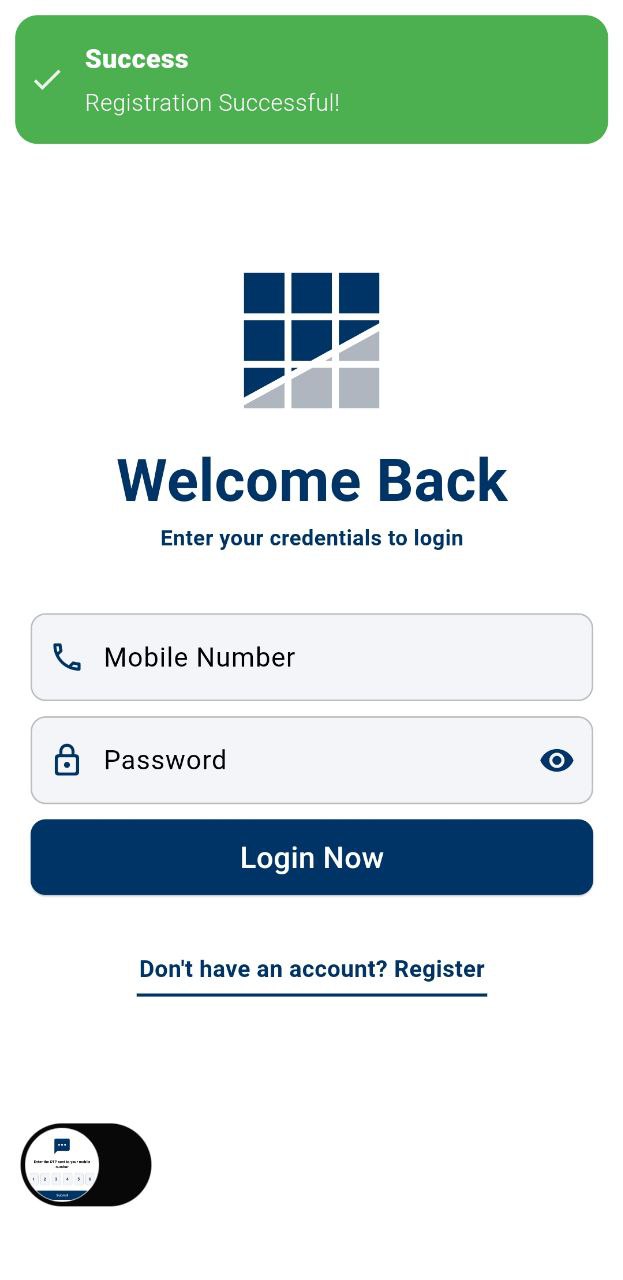 Success
Registration Successful!
Welcome Back
Enter your credentials to login
Mobile Number
Password
Login Now
Don't have an account? Register
Enter the OTP sent to your mobile
number
1 2 3 4 5 6
Submit